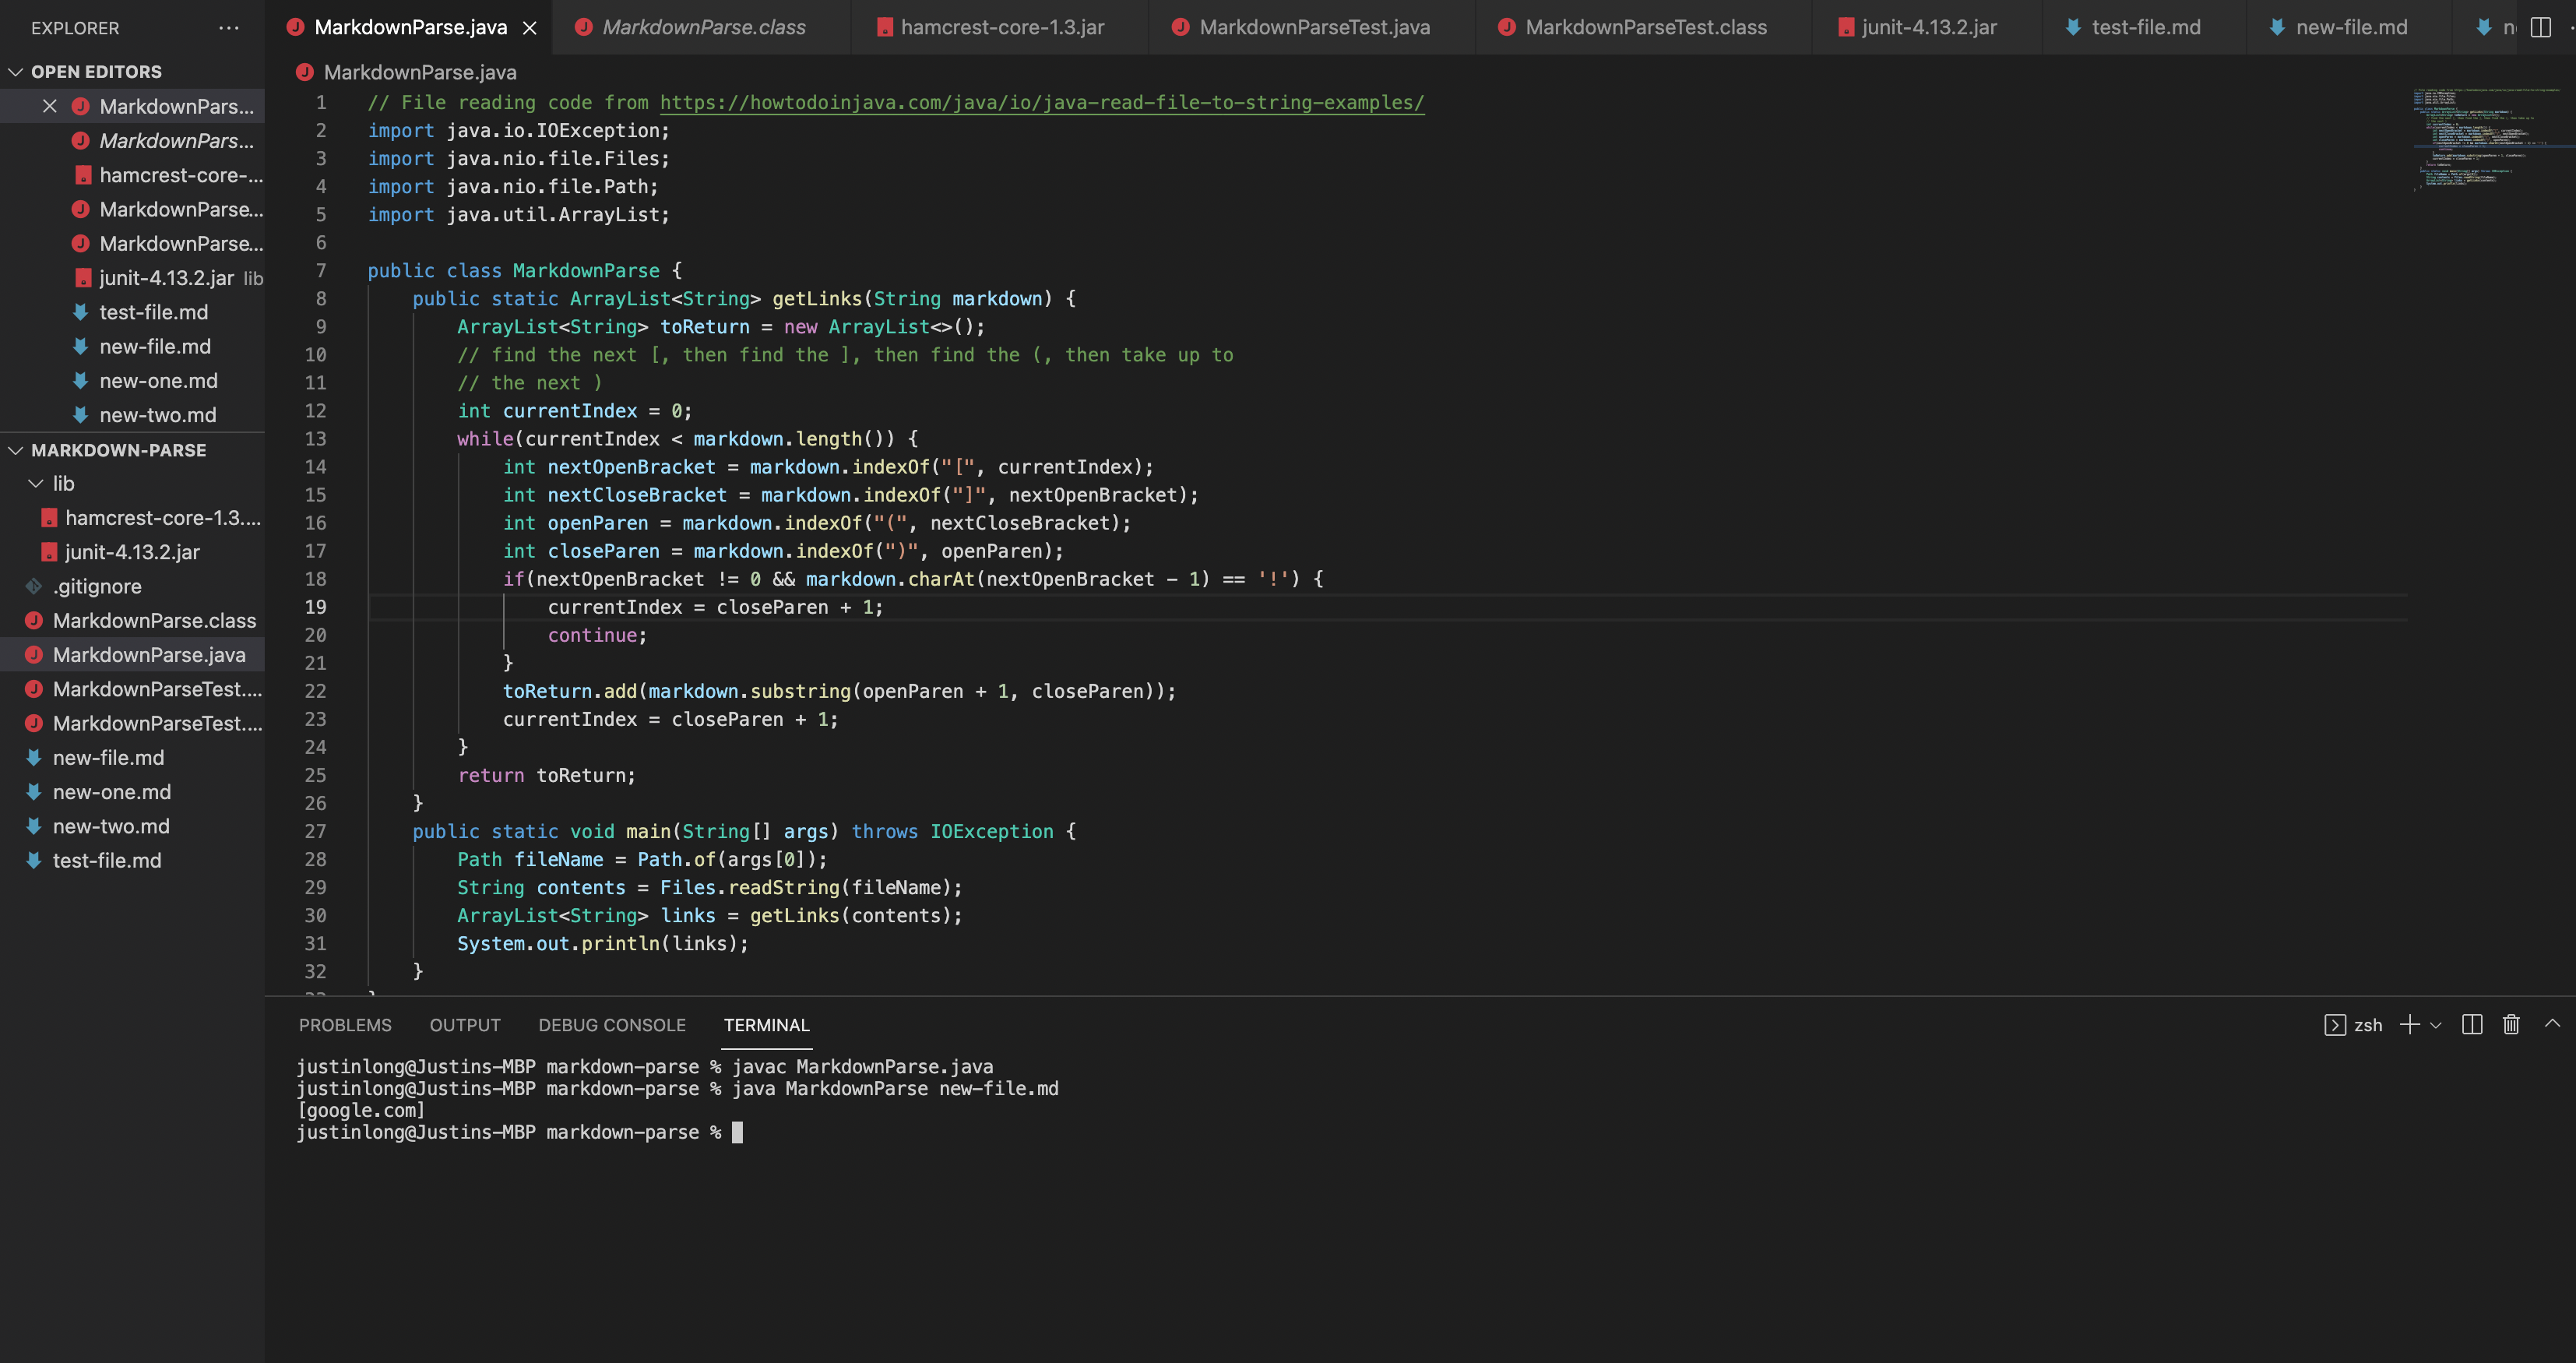 EXPLORER
MarkdownParse.java
MarkdownParse.class
hamcrest-core-1.3.jar
MarkdownParseTest.java
MarkdownParseTest.class
junit-4.13.2.jar
test-file.md
new-file.md
OPEN EDITORS
MarkdownPars...
MarkdownPars...
hamcrest-core-...
MarkdownParse...
MarkdownParse...
junit-4.13.2.jar lib
test-file.md
new-file.md
new-one.md
new-two.md
MARKDOWN-PARSE
lib
hamcrest-core-1.3....
junit-4.13.2.jar
.gitignore
MarkdownParse.class
MarkdownParse.java
MarkdownParseTest....
MarkdownParseTest....
new-file.md
new-one.md
new-two.md
test-file.md
MarkdownParse.java
1 // File reading code from https://howtodoinjava.com/java/io/java-read-file-to-string-examples/
2 import java.io.IOException;
3 import java.nio.file.Files;
4 import java.nio.file.Path;
5 import java.util.ArrayList;
6
7 public class MarkdownParse {
8 public static ArrayList<String> getLinks(String markdown) {
9 ArrayList<String> toReturn = new ArrayList<>();
10 // find the next [, then find the ], then find the (, then take up to
11 // the next )
12 int currentIndex = 0;
13 while(currentIndex < markdown.length()) {
14 int nextOpenBracket = markdown.indexOf("[", currentIndex);
15 int nextCloseBracket = markdown.indexOf("]", nextOpenBracket);
16 int openParen = markdown.indexOf("(", nextCloseBracket);
17 int closeParen = markdown.indexOf(")", openParen);
18 if(nextOpenBracket != 0 && markdown.charAt(nextOpenBracket - 1) == '!') {
19 currentIndex = closeParen + 1;
20 continue;
21 }
22 toReturn.add(markdown.substring(openParen + 1, closeParen));
23 currentIndex = closeParen + 1;
24 }
25 return toReturn;
26 }
27 public static void main(String[] args) throws IOException {
28 Path fileName = Path.of(args[0]);
29 String contents = Files.readString(fileName);
30 ArrayList<String> links = getLinks(contents);
31 System.out.println(links);
32 }
PROBLEMS
OUTPUT
DEBUG CONSOLE
TERMINAL
zsh
justinlong@Justins-MBP markdown-parse % javac MarkdownParse.java
justinlong@Justins-MBP markdown-parse % java MarkdownParse new-file.md
[google.com]
justinlong@Justins-MBP markdown-parse %